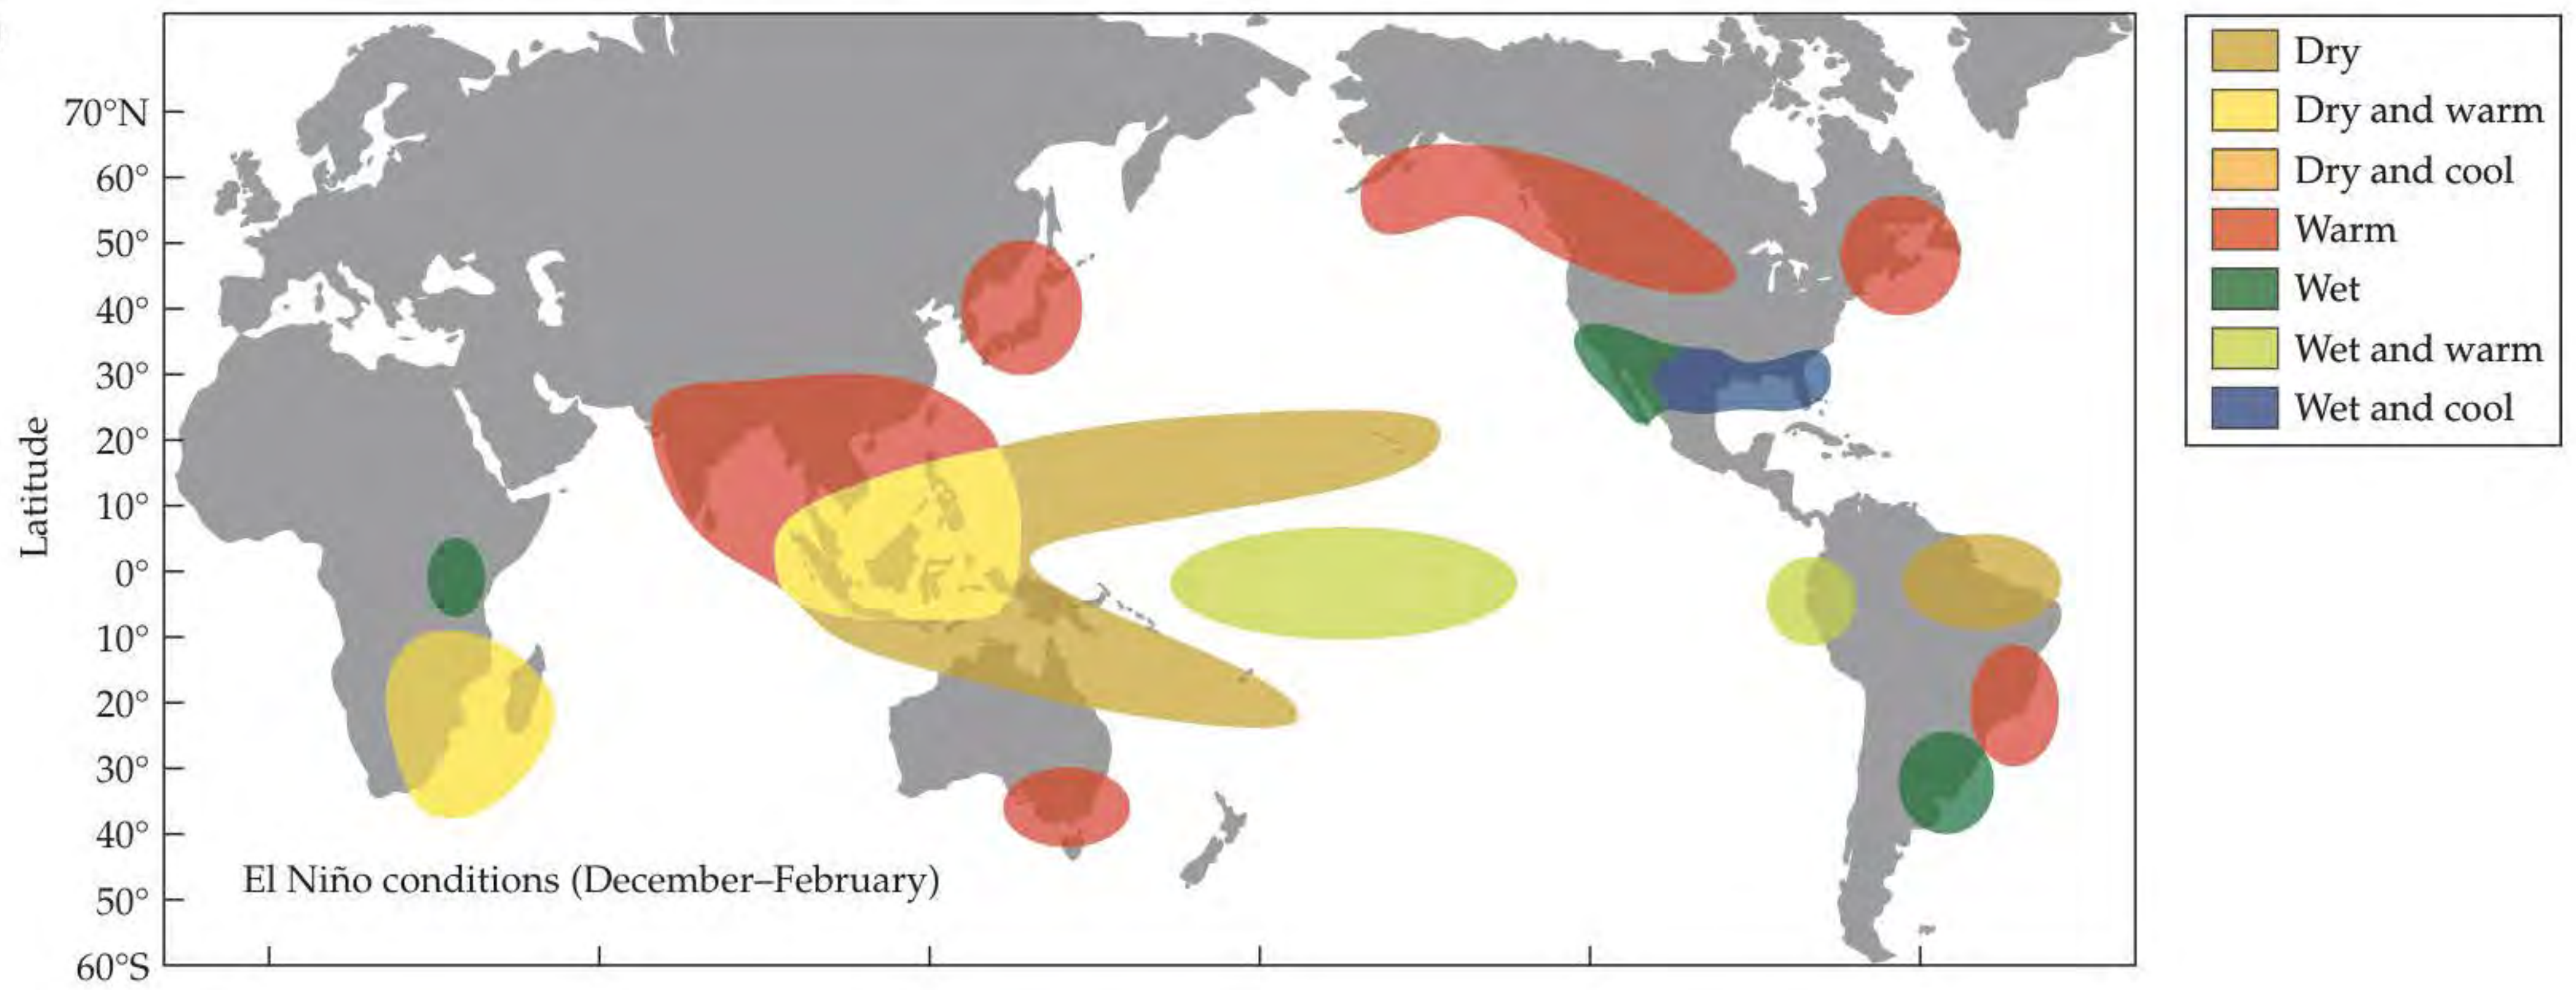 70°N
60°
50°
40°
30°
20°
10°
0°
10°
20°
30°
40°
50°
60°S
Latitude
El Niño conditions (December–February)
Dry
Dry and warm
Dry and cool
Warm
Wet
Wet and warm
Wet and cool